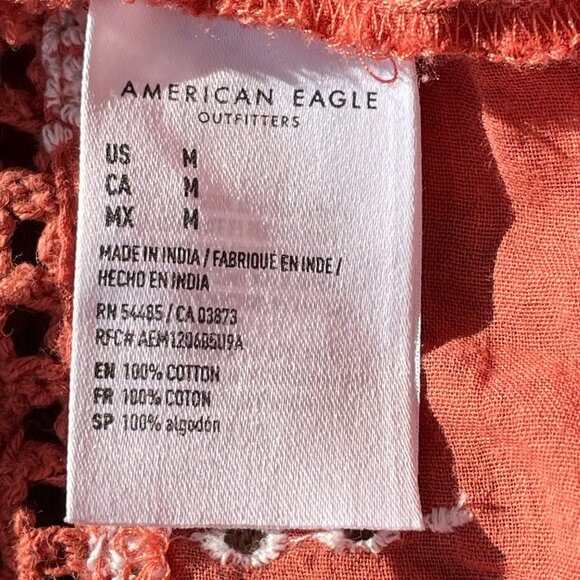 AMERICAN EAGLE
OUTFITTERS
US M
CA M
MX M
MADE IN INDIA / FABRIQUÉ EN INDE /
HECHO EN INDIA
RN 54485 / CA 03873
RFC# AEM120685U9A
EN 100% COTTON
FR 100% COTON
SP 100% algodón